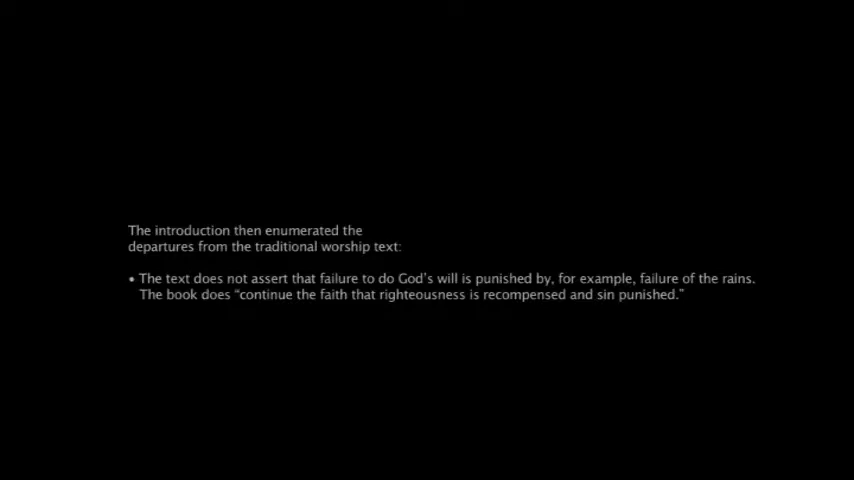 The introduction then enumerated the
departures from the traditional worship text:
• The text does not assert that failure to do God's will is punished by, for example, failure of the rains.
The book does “continue the faith that righteousness is recompensed and sin punished.”